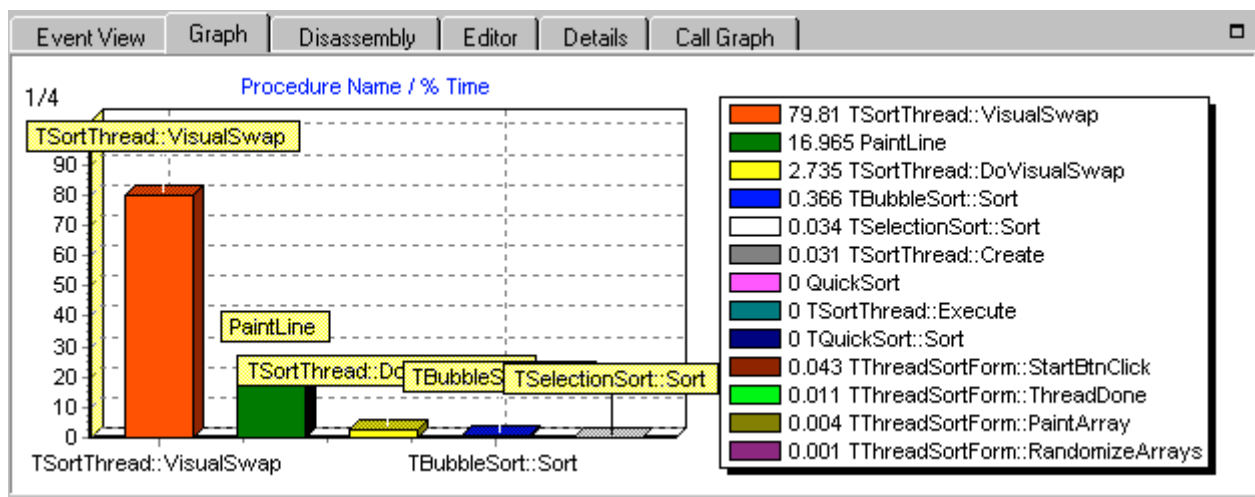 Event View Graph Disassembly Editor Details Call Graph
Procedure Name / % Time
1/4
TSortThread::VisualSwap
90
80
70
60
50
40
30
20
10
0
PaintLine
TSortThread::Do
TBubbleS
TSelectionSort::Sort
TSortThread::VisualSwap TBubbleSort::Sort
79.81 TSortThread::VisualSwap
16.965 PaintLine
2.735 TSortThread::DoVisualSwap
0.366 TBubbleSort::Sort
0.034 TSelectionSort::Sort
0.031 TSortThread::Create
0 QuickSort
0 TSortThread::Execute
0 TQuickSort::Sort
0.043 TThreadSortForm::StartBtnClick
0.011 TThreadSortForm::ThreadDone
0.004 TThreadSortForm::PaintArray
0.001 TThreadSortForm::RandomizeArrays